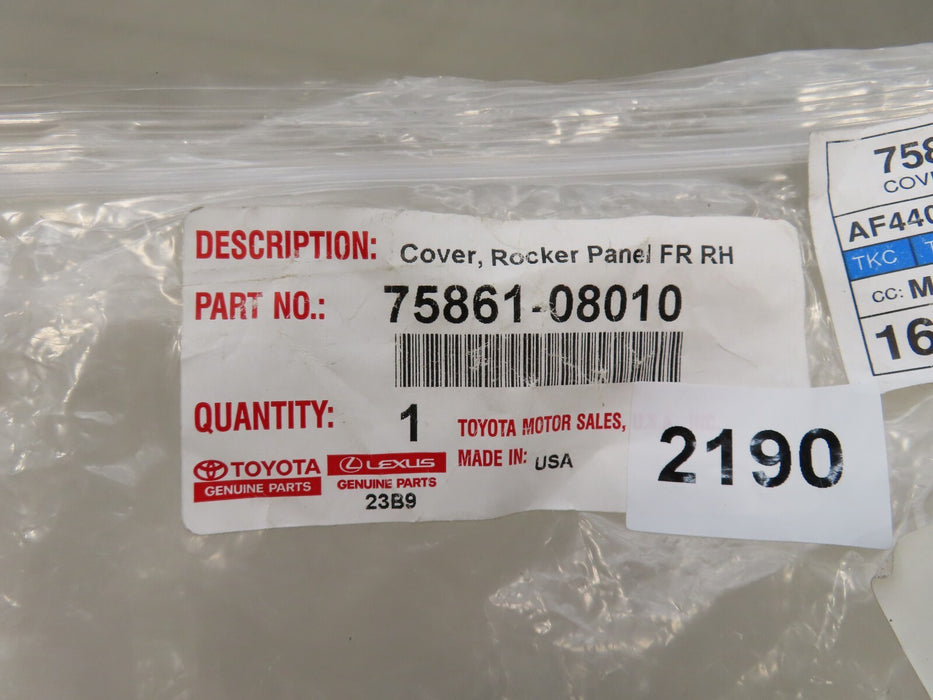 DESCRIPTION: Cover, Rocker Panel FR RH
PART NO.: 75861-08010
QUANTITY: 1
TOYOTA MOTOR SALES,
MADE IN: USA
TOYOTA
GENUINE PARTS
LEXUS
GENUINE PARTS
23B9
2190
758
COV
AF440
TKC
CC: M
16